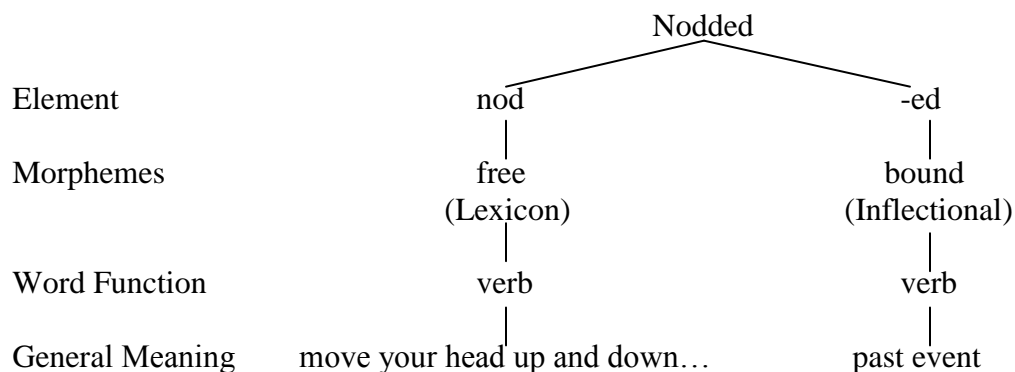 Nodded
Element nod -ed
Morphemes free bound
(Lexicon) (Inflectional)
Word Function verb verb
General Meaning move your head up and down… past event